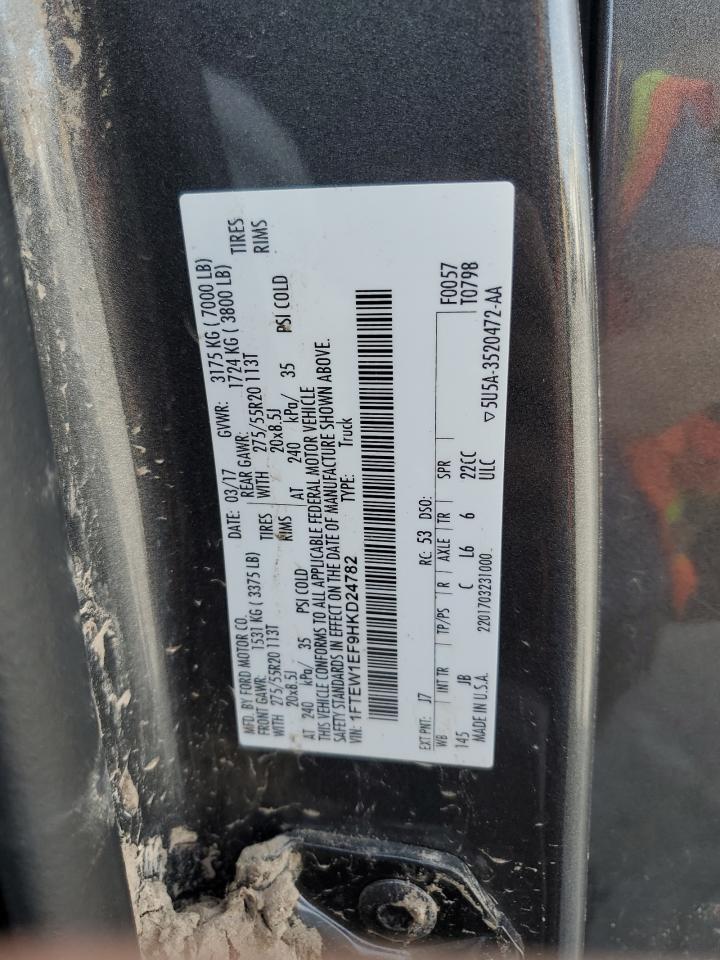 MFD. BY FORD MOTOR CO. DATE: 03/17 GVWR: 3175 KG ( 7000 LB)
FRONT GAWR: 1531 KG ( 3375 LB) REAR GAWR: 1724 KG ( 3800 LB)
WITH 275/55R20 113T TIRES WITH 275/55R20 113T TIRES
20x8.5J RIMS 20x8.5J RIMS
AT 240 kPa/ 35 PSI COLD AT 240 kPa/ 35 PSI COLD
THIS VEHICLE CONFORMS TO ALL APPLICABLE FEDERAL MOTOR VEHICLE
SAFETY STANDARDS IN EFFECT ON THE DATE OF MANUFACTURE SHOWN ABOVE.
VIN: 1FTEW1EF9HKD24782 TYPE: Truck
EXT PNT: J7 RC: 53 DSO: F0057
WB INT TR TP/PS R AXLE TR SPR T0798
145 JB C L6 6 22CC
MADE IN U.S.A. 2201703231000 ULC ▽5U5A-3520472-AA